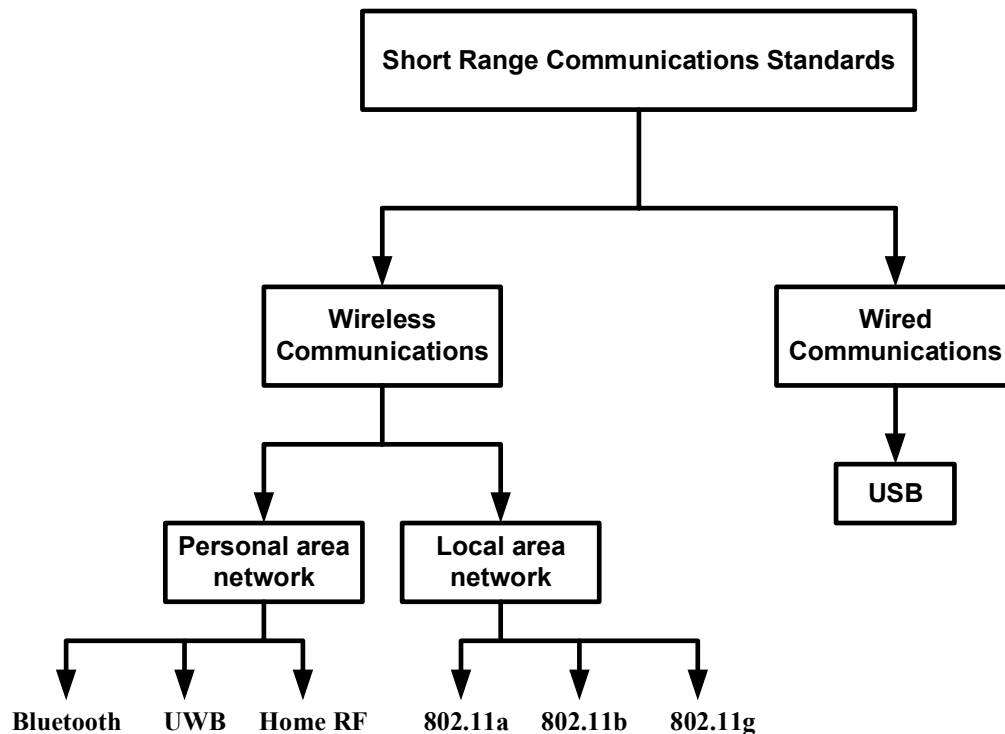 Short Range Communications Standards
Wireless
Communications
Wired
Communications
USB
Personal area
network
Local area
network
Bluetooth
UWB
Home RF
802.11a
802.11b
802.11g